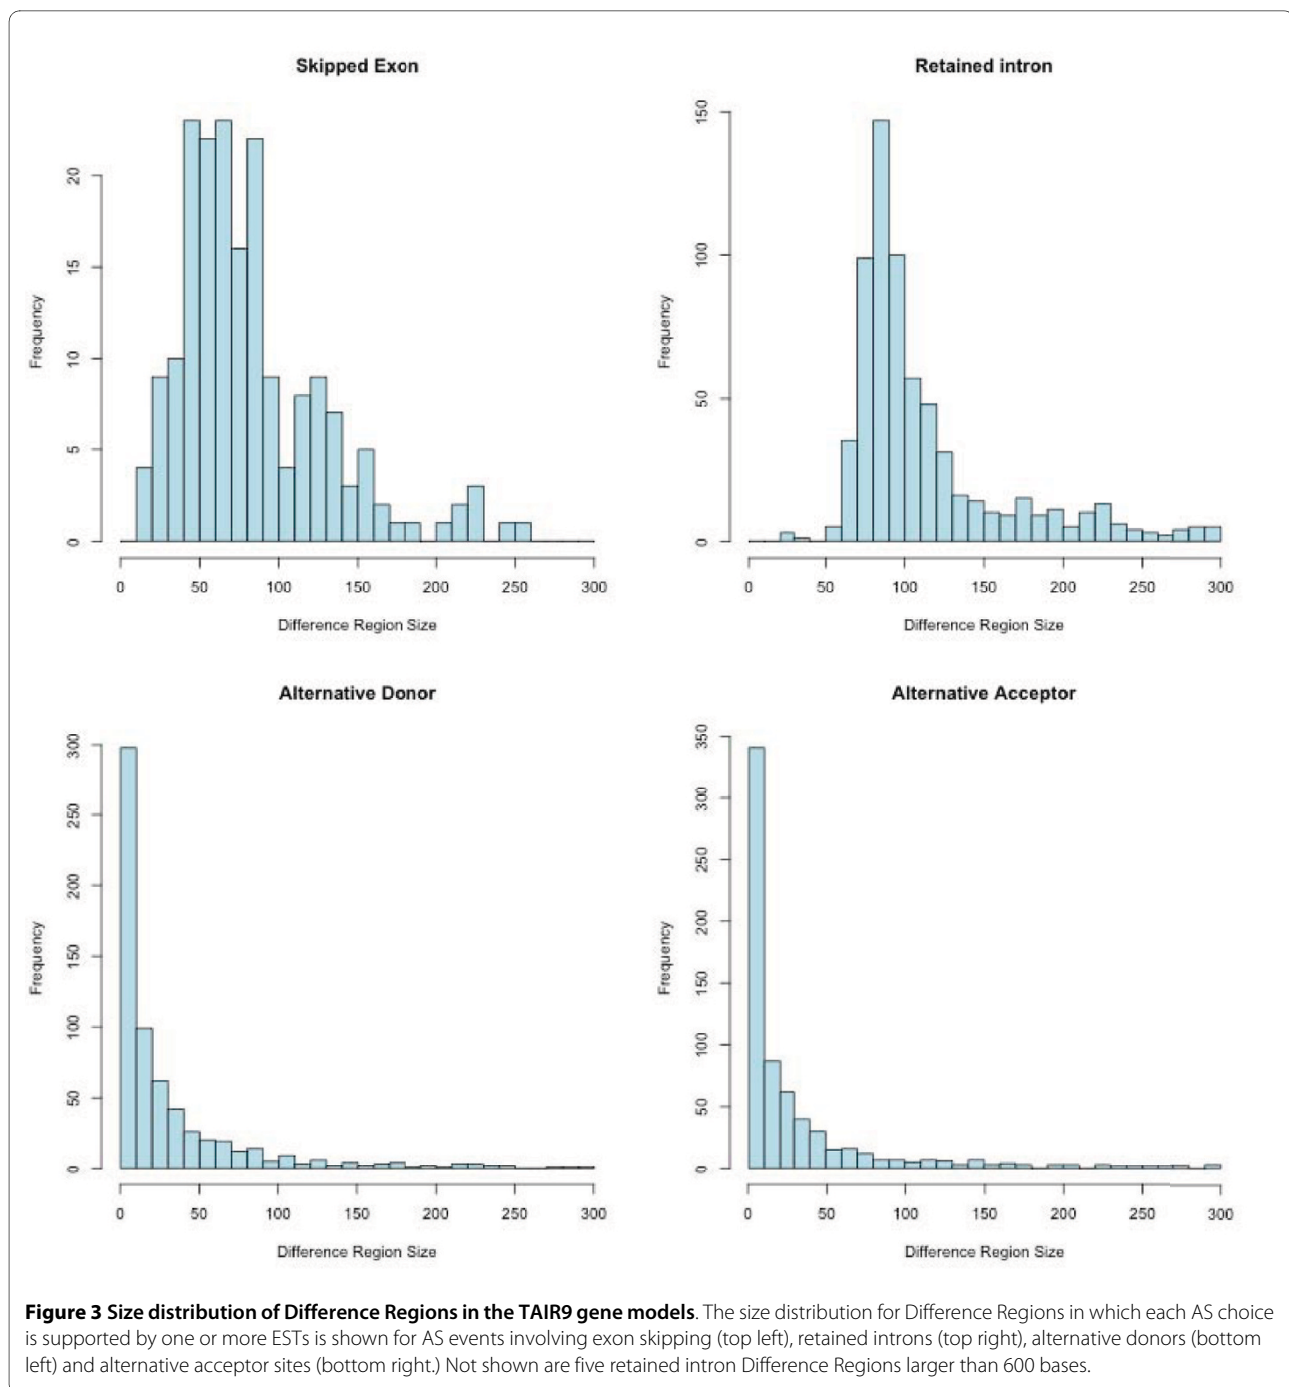 Skipped Exon
Frequency
0 5 10 15 20
0 50 100 150 200 250 300
Difference Region Size
Retained intron
Frequency
0 50 100 150
0 50 100 150 200 250 300
Difference Region Size
Alternative Donor
Frequency
0 50 100 150 200 250 300
0 50 100 150 200 250 300
Difference Region Size
Alternative Acceptor
Frequency
0 50 100 150 200 250 300 350
0 50 100 150 200 250 300
Difference Region Size
Figure 3 Size distribution of Difference Regions in the TAIR9 gene models. The size distribution for Difference Regions in which each AS choice
is supported by one or more ESTs is shown for AS events involving exon skipping (top left), retained introns (top right), alternative donors (bottom
left) and alternative acceptor sites (bottom right.) Not shown are five retained intron Difference Regions larger than 600 bases.